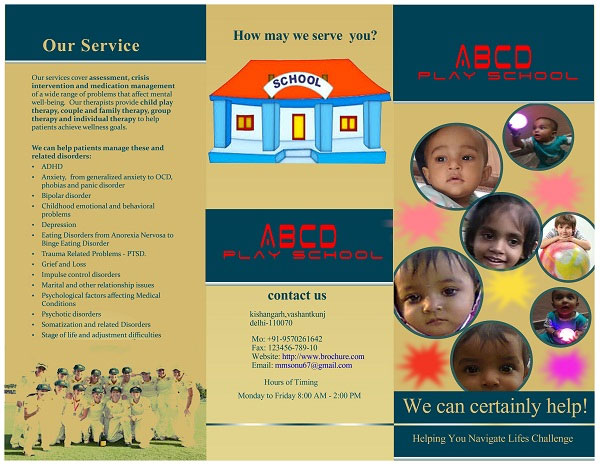 Our Service
Our services cover assessment, crisis
intervention and medication management
of a wide range of problems that affect mental
well-being. Our therapists provide child play
therapy, couple and family therapy, group
therapy and individual therapy to help
patients achieve wellness goals.
We can help patients manage these and
related disorders:
• ADHD
• Anxiety, from generalized anxiety to OCD,
phobias and panic disorder
• Bipolar disorder
• Childhood emotional and behavioral
problems
• Depression
• Eating Disorders from Anorexia Nervosa to
Binge Eating Disorder
• Trauma Related Problems - PTSD.
• Grief and Loss
• Impulse control disorders
• Marital and other relationship issues
• Psychological factors affecting Medical
Conditions
• Psychotic disorders
• Somatization and related Disorders
• Stage of life and adjustment difficulties
How may we serve you?
SCHOOL
ABCD
PLAY SCHOOL
contact us
kishangarh,vashantkunj
delhi-110070
Mo: +91-9570261642
Fax: 123456-789-10
Website: http://www.brochure.com
Email: mmsonu67@gmail.com
Hours of Timing
Monday to Friday 8:00 AM - 2:00 PM
ABCD
PLAY SCHOOL
We can certainly help!
Helping You Navigate Lifes Challenge